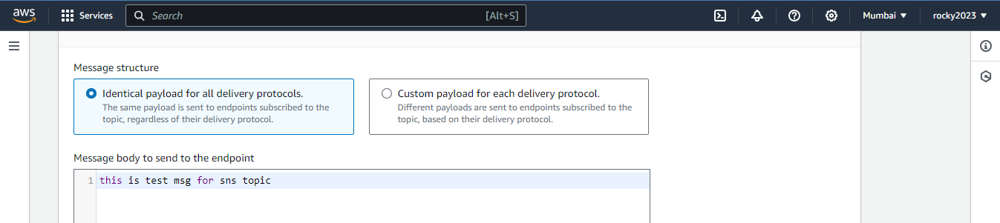 aws Services Search [Alt+S] Mumbai rocky2023
Message structure
Identical payload for all delivery protocols.
The same payload is sent to endpoints subscribed to the
topic, regardless of their delivery protocol.
Custom payload for each delivery protocol.
Different payloads are sent to endpoints subscribed to the
topic, based on their delivery protocol.
Message body to send to the endpoint
1 this is test msg for sns topic